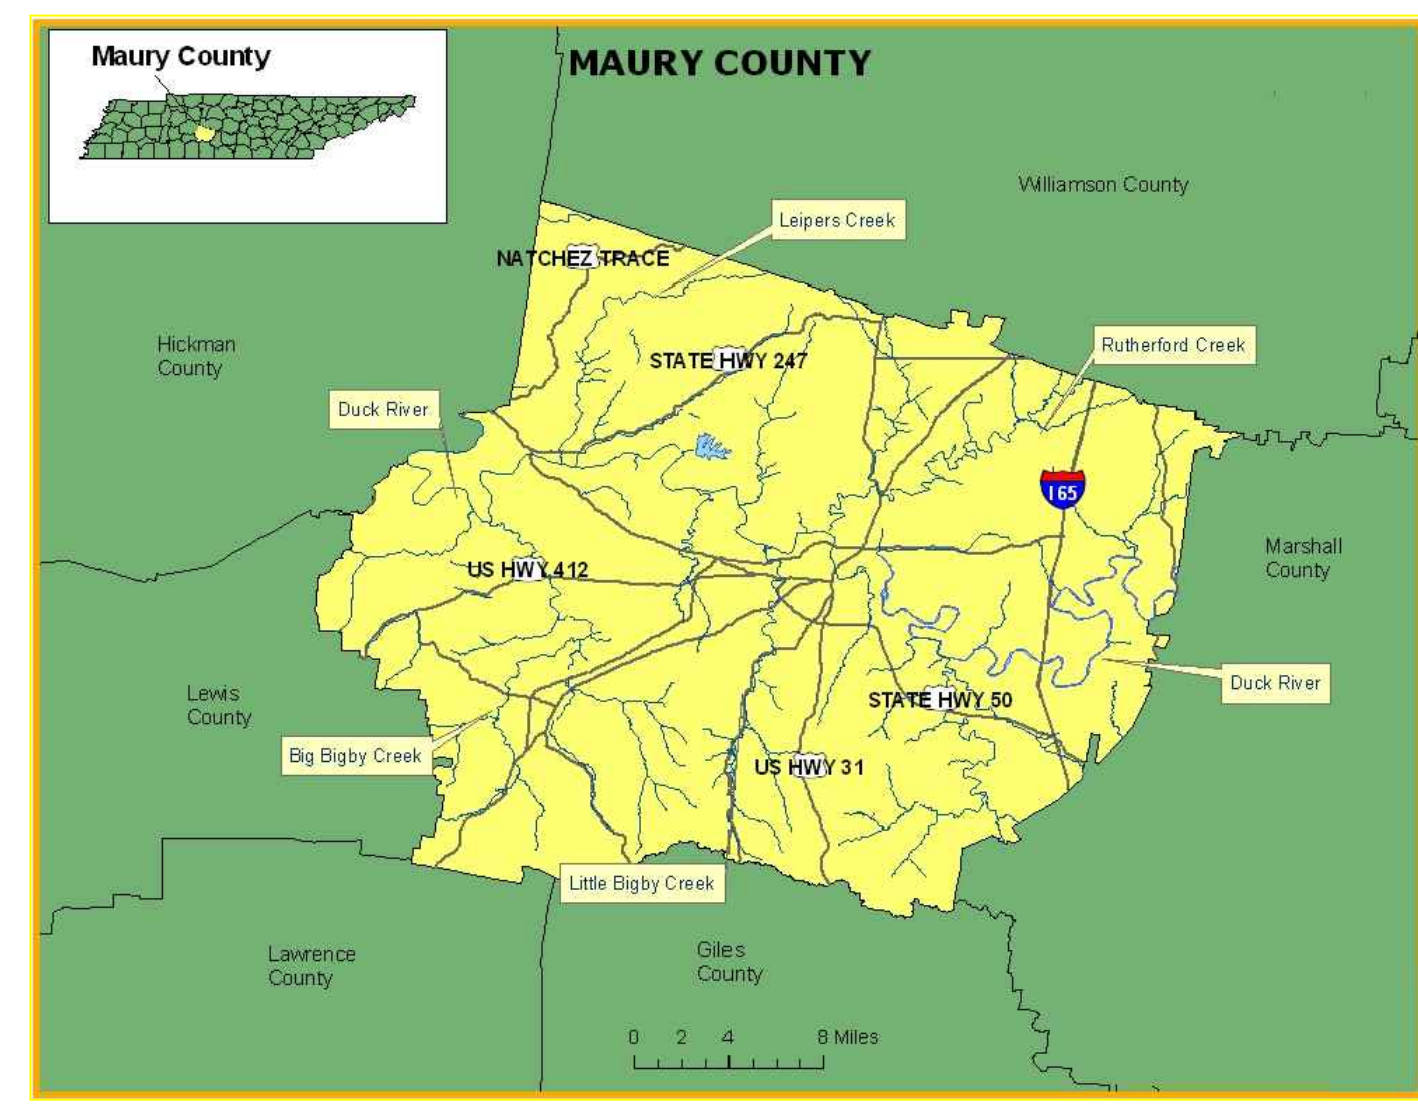 Maury County
MAURY COUNTY
Williamson County
Leipers Creek
NATCHEZ TRACE
Hickman
County
STATE HWY 247
Rutherford Creek
Duck River
I 65
Marshall
County
US HWY 412
Duck River
Lewis
County
STATE HWY 50
Big Bigby Creek
US HWY 31
Little Bigby Creek
Lawrence
County
Giles
County
0 2 4 8 Miles